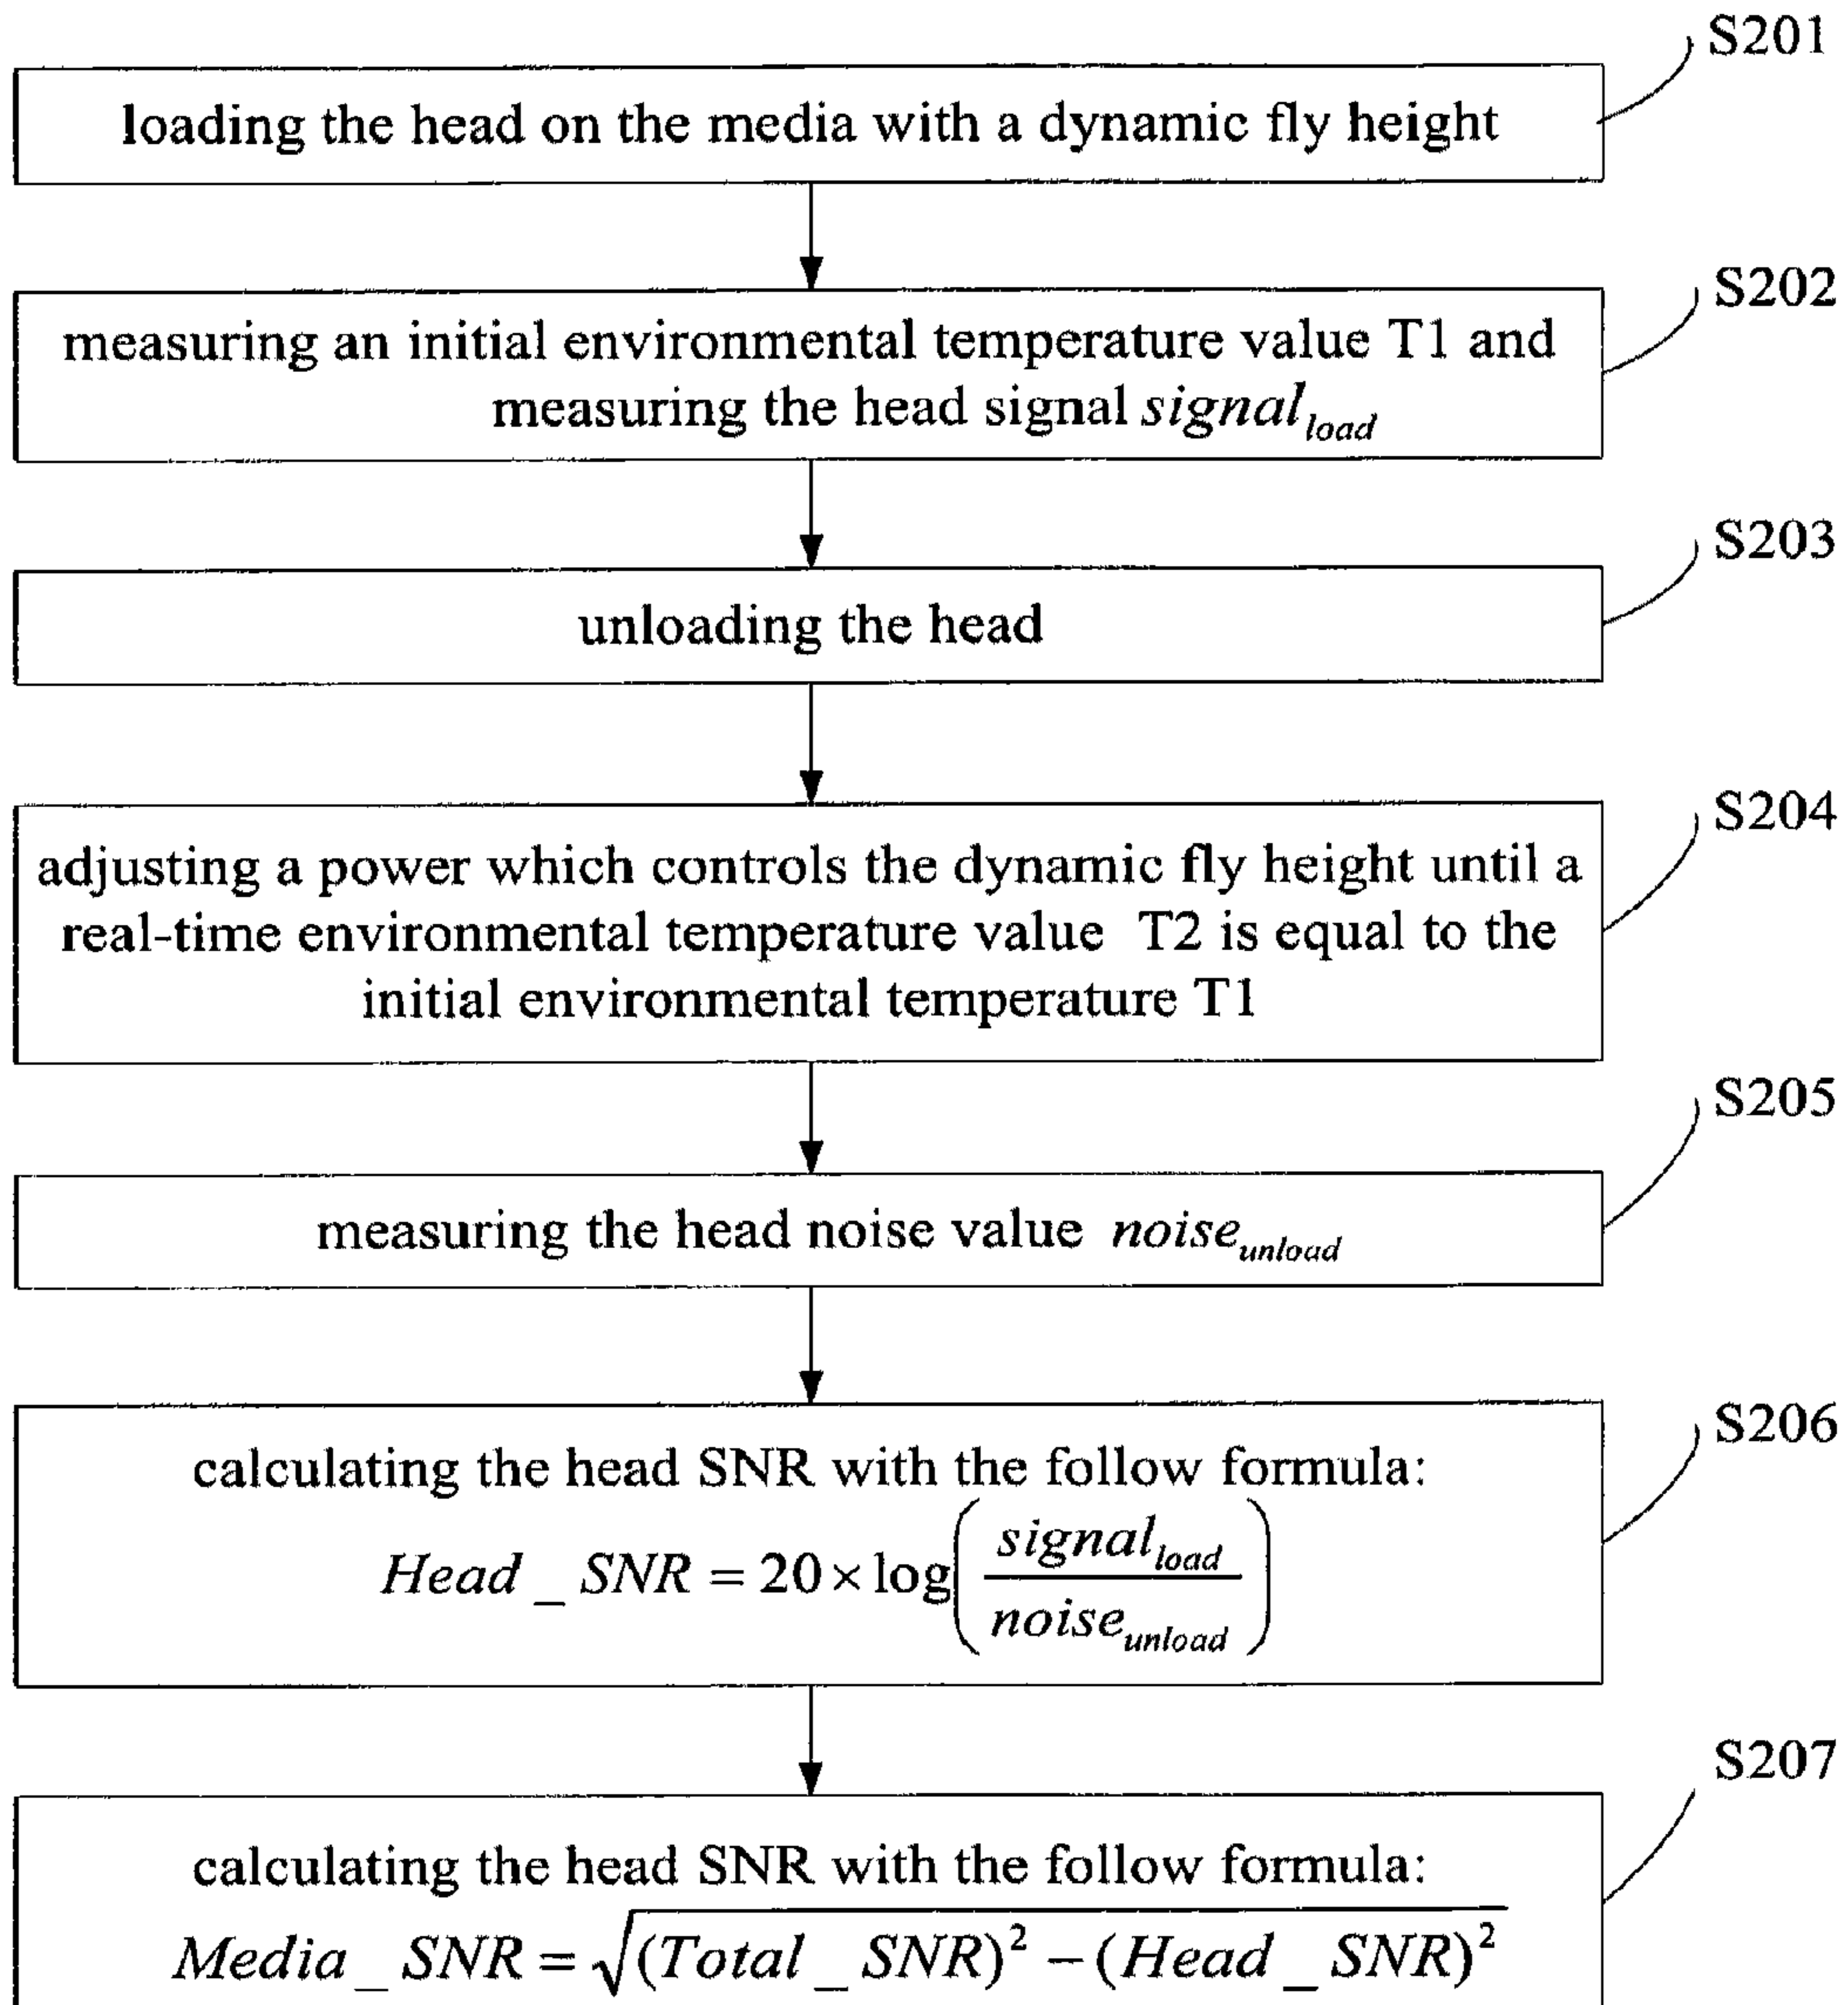 S201
loading the head on the media with a dynamic fly height
S202
measuring an initial environmental temperature value T1 and
measuring the head signal signal_load
S203
unloading the head
S204
adjusting a power which controls the dynamic fly height until a
real-time environmental temperature value T2 is equal to the
initial environmental temperature T1
S205
measuring the head noise value noise_unload
S206
calculating the head SNR with the follow formula:
Head_SNR = 20 × log(signal_load / noise_unload)
S207
calculating the head SNR with the follow formula:
Media_SNR = √((Total_SNR)² − (Head_SNR)²)